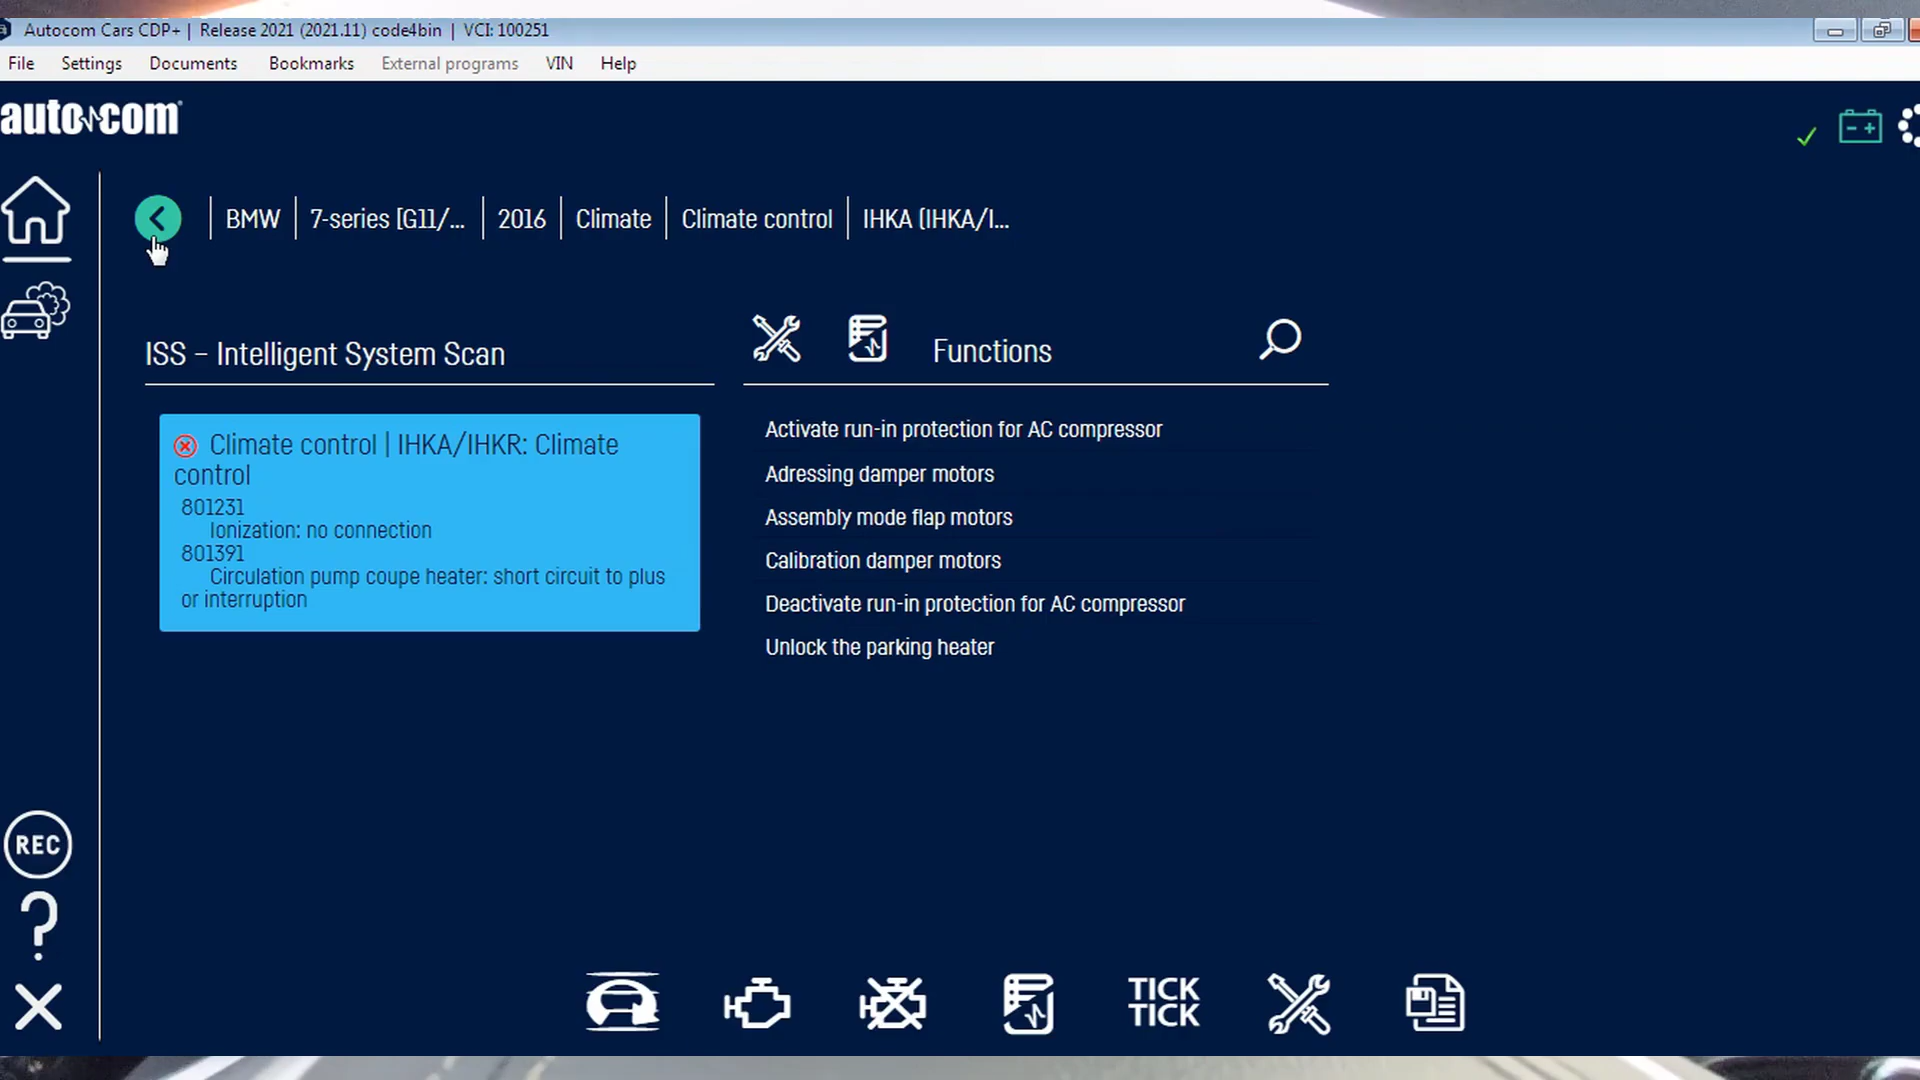 Autocom Cars CDP+ | Release 2021 (2021.11) code4bin | VCI: 100251
File Settings Documents Bookmarks External programs VIN Help
auto com
BMW 7-series [G11/... 2016 Climate Climate control IHKA (IHKA/I...
ISS – Intelligent System Scan
Functions
Climate control | IHKA/IHKR: Climate
control
801231
Ionization: no connection
801391
Circulation pump coupe heater: short circuit to plus
or interruption
Activate run-in protection for AC compressor
Adressing damper motors
Assembly mode flap motors
Calibration damper motors
Deactivate run-in protection for AC compressor
Unlock the parking heater
REC
TICK
TICK